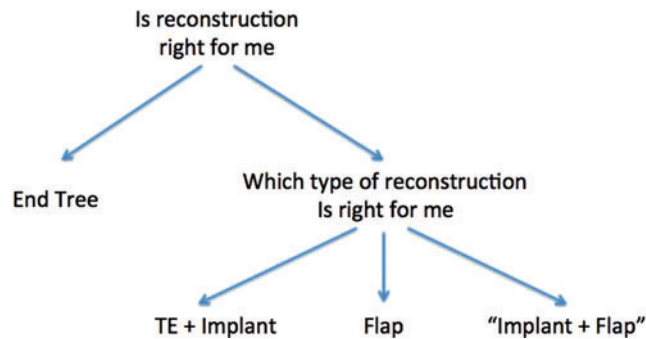 Is reconstruction
right for me
End Tree
Which type of reconstruction
Is right for me
TE + Implant
Flap
“Implant + Flap”